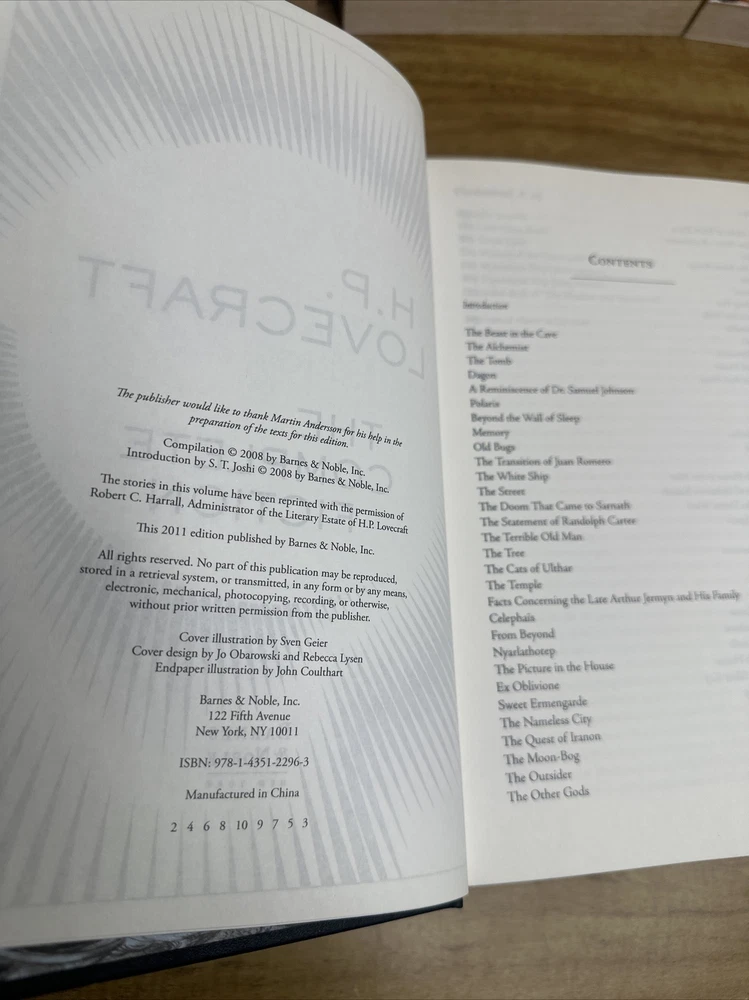 H.P.
LOVECRAFT
THE
COMPLETE
FICTION
The publisher would like to thank Martin Andersson for his help in the
preparation of the texts for this edition.
Compilation © 2008 by Barnes & Noble, Inc.
Introduction by S. T. Joshi © 2008 by Barnes & Noble, Inc.
The stories in this volume have been reprinted with the permission of
Robert C. Harrall, Administrator of the Literary Estate of H.P. Lovecraft
This 2011 edition published by Barnes & Noble, Inc.
All rights reserved. No part of this publication may be reproduced,
stored in a retrieval system, or transmitted, in any form or by any means,
electronic, mechanical, photocopying, recording, or otherwise,
without prior written permission from the publisher.
Cover illustration by Sven Geier
Cover design by Jo Obarowski and Rebecca Lysen
Endpaper illustration by John Coulthart
Barnes & Noble, Inc.
122 Fifth Avenue
New York, NY 10011
ISBN: 978-1-4351-2296-3
Manufactured in China
2 4 6 8 10 9 7 5 3
Contents
Introduction
The Beast in the Cave
The Alchemist
The Tomb
Dagon
A Reminiscence of Dr. Samuel Johnson
Polaris
Beyond the Wall of Sleep
Memory
Old Bugs
The Transition of Juan Romero
The White Ship
The Street
The Doom That Came to Sarnath
The Statement of Randolph Carter
The Terrible Old Man
The Tree
The Cats of Ulthar
The Temple
Facts Concerning the Late Arthur Jermyn and His Family
Celephaïs
From Beyond
Nyarlathotep
The Picture in the House
Ex Oblivione
Sweet Ermengarde
The Nameless City
The Quest of Iranon
The Moon-Bog
The Outsider
The Other Gods